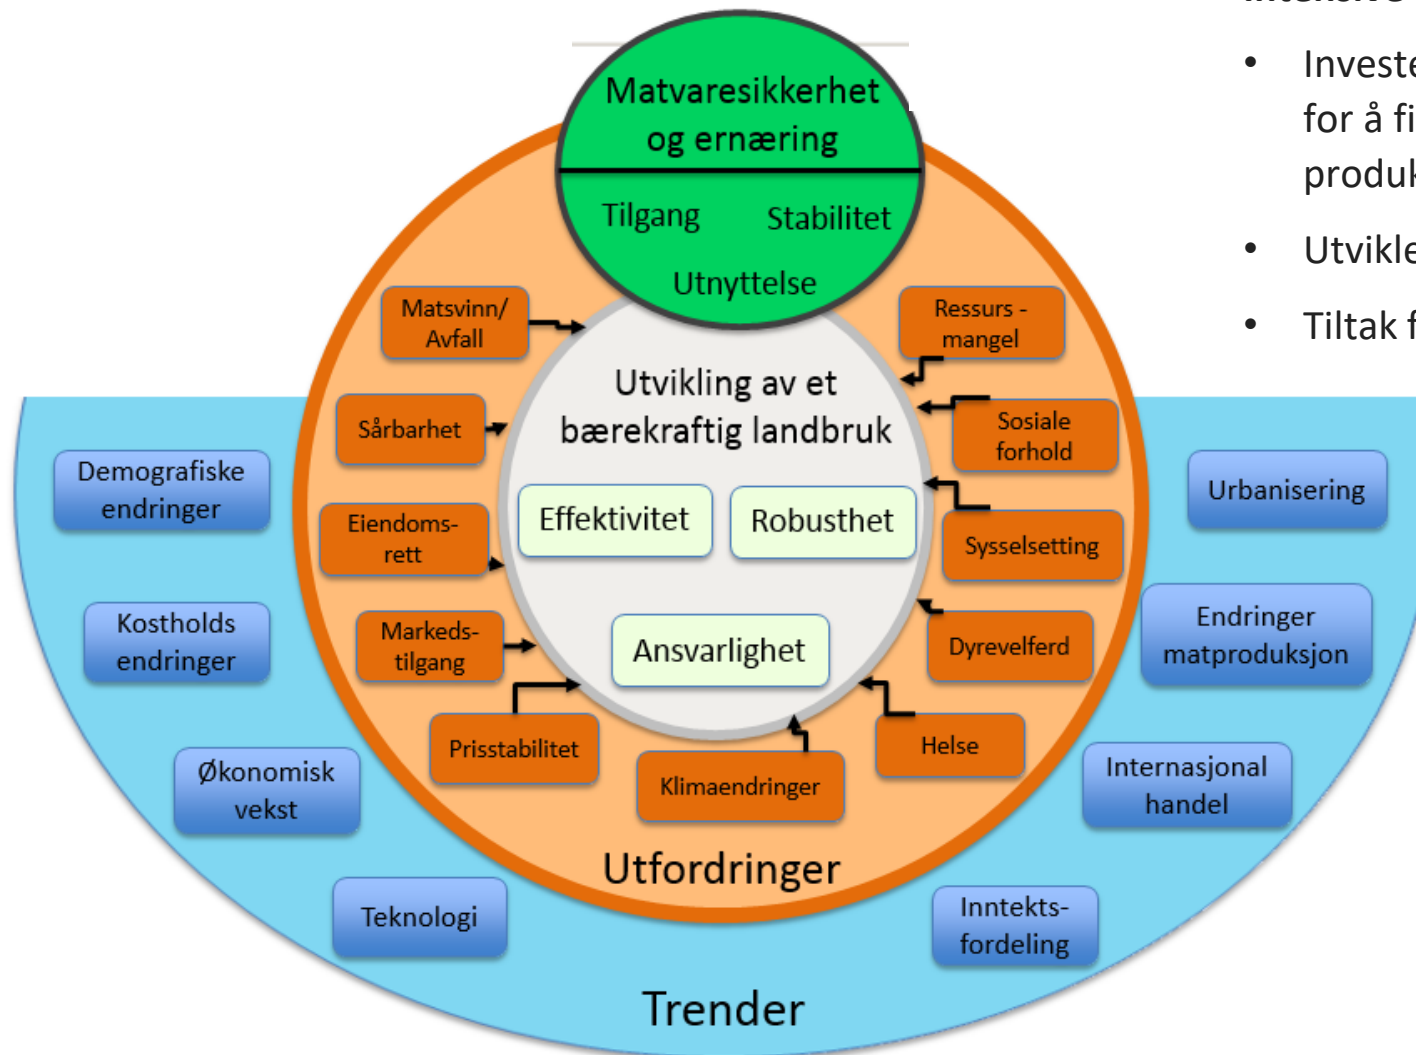 Matvaresikkerhet
og ernæring
Tilgang
Stabilitet
Utnyttelse
Matsvinn/
Avfall
Sårbarhet
Eiendoms-
rett
Markeds-
tilgang
Prisstabilitet
Klimaendringer
Helse
Dyrevelferd
Sysselsetting
Sosiale
forhold
Ressurs -
mangel
Utvikling av et
bærekraftig landbruk
Effektivitet
Robusthet
Ansvarlighet
Utfordringer
Demografiske
endringer
Kostholds
endringer
Økonomisk
vekst
Teknologi
Inntekts-
fordeling
Internasjonal
handel
Endringer
matproduksjon
Urbanisering
Trender
• Investe
for å fi
produk
• Utvikle
• Tiltak f